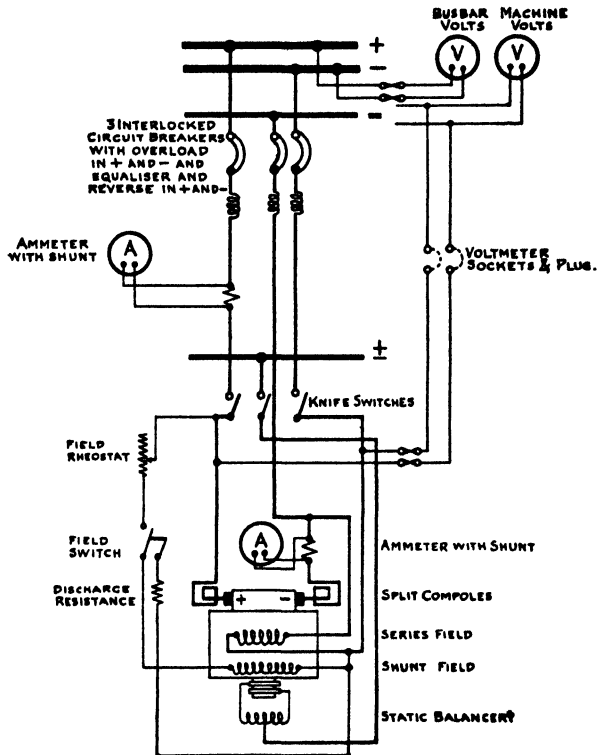 BUSBAR VOLTS
MACHINE VOLTS
V
V
+
-
-
3 INTERLOCKED
CIRCUIT BREAKERS
WITH OVERLOAD
IN + AND - AND
EQUALISER AND
REVERSE IN + AND -
AMMETER
WITH SHUNT
A
VOLTMETER
SOCKETS & PLUG.
±
KNIFE SWITCHES
FIELD
RHEOSTAT
FIELD
SWITCH
A
AMMETER WITH SHUNT
DISCHARGE
RESISTANCE
SPLIT COMPOLES
+ -
SERIES FIELD
SHUNT FIELD
STATIC BALANCER